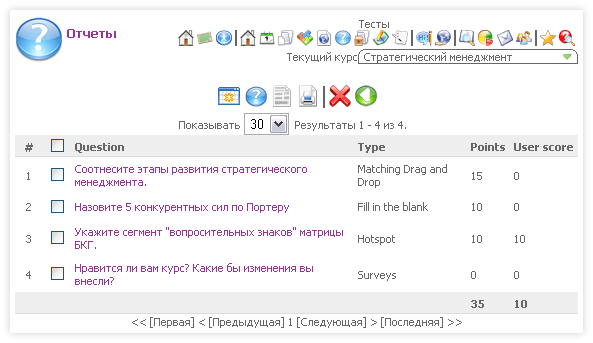 Отчеты
Тесты
Текущий курс Стратегический менеджмент
Показывать 30 Результаты 1 - 4 из 4.
# Question Type Points User score
1 Соотнесите этапы развития стратегического менеджмента. Matching Drag and Drop 15 0
2 Назовите 5 конкурентных сил по Портеру Fill in the blank 10 0
3 Укажите сегмент "вопросительных знаков" матрицы БКГ. Hotspot 10 10
4 Нравится ли вам курс? Какие бы изменения вы внесли? Surveys 0 0
35 10
<< [Первая] < [Предыдущая] 1 [Следующая] > [Последняя] >>